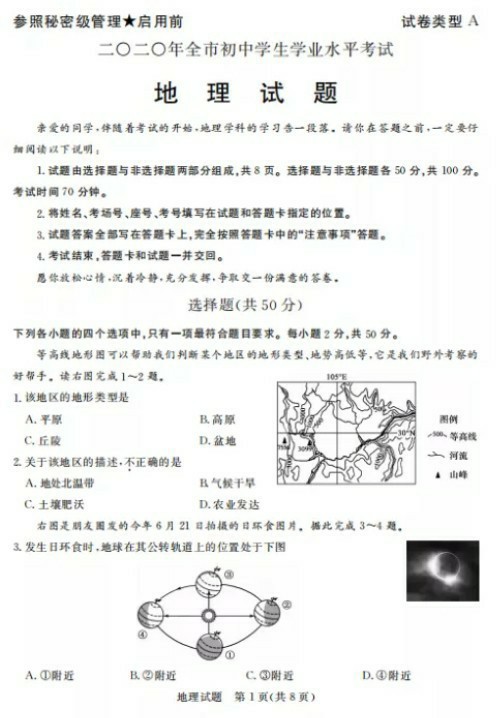 参照秘密级管理★启用前
试卷类型 A
二〇二〇年全市初中学生学业水平考试
地 理 试 题
亲爱的同学,伴随着考试的开始,地理学科的学习告一段落。请你在答题之前,一定要仔
细阅读以下说明:
1.试题由选择题与非选择题两部分组成,共 8 页。选择题与非选择题各 50 分,共 100 分。
考试时间 70 分钟。
2.将姓名、考场号、座号、考号填写在试题和答题卡指定的位置。
3.试题答案全部写在答题卡上,完全按照答题卡中的“注意事项”答题。
4.考试结束,答题卡和试题一并交回。
愿你放松心情,沉着冷静,充分发挥,争取交一份满意的答卷。
选择题(共 50 分)
下列各小题的四个选项中,只有一项最符合题目要求。每小题 2 分,共 50 分。
等高线地形图可以帮助我们判断某个地区的地形类型,地势高低等,它是我们野外考察的
好帮手。读右图完成 1～2 题。
1.该地区的地形类型是
A.平原
B.高原
C.丘陵
D.盆地
105°E
30°N
3099
500
图例
500 等高线
河流
山峰
2.关于该地区的描述,不正确的是
A.地处北温带
B.气候干旱
C.土壤肥沃
D.农业发达
右图是朋友圈发的今年 6 月 21 日拍摄的日环食图片。据此完成 3～4 题。
3.发生日环食时,地球在其公转轨道上的位置处于下图
③
②
④
①
A.①附近
B.②附近
C.③附近
D.④附近
地理试题 第 1 页(共 8 页)